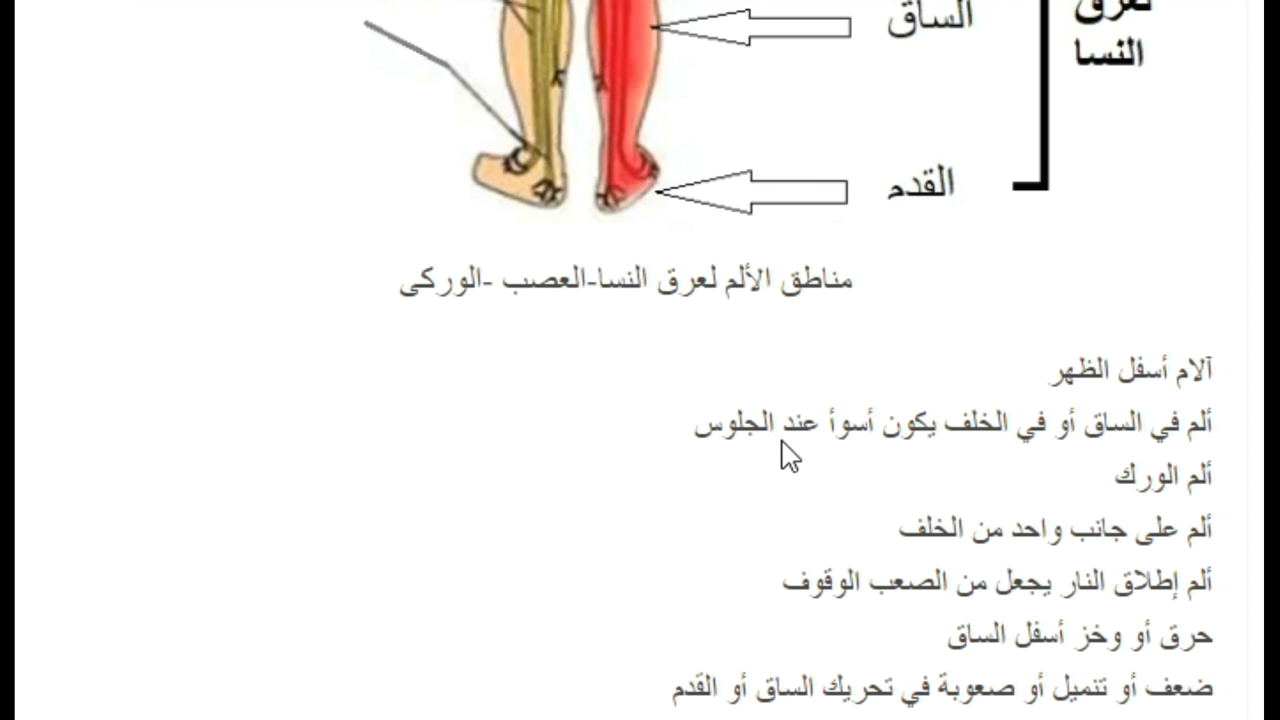 الساق
لعرق
النسا
القدم
مناطق الألم لعرق النسا-العصب -الوركى
آلام أسفل الظهر
ألم في الساق أو في الخلف يكون أسوأ عند الجلوس
ألم الورك
ألم على جانب واحد من الخلف
ألم إطلاق النار يجعل من الصعب الوقوف
حرق أو وخز أسفل الساق
ضعف أو تنميل أو صعوبة في تحريك الساق أو القدم